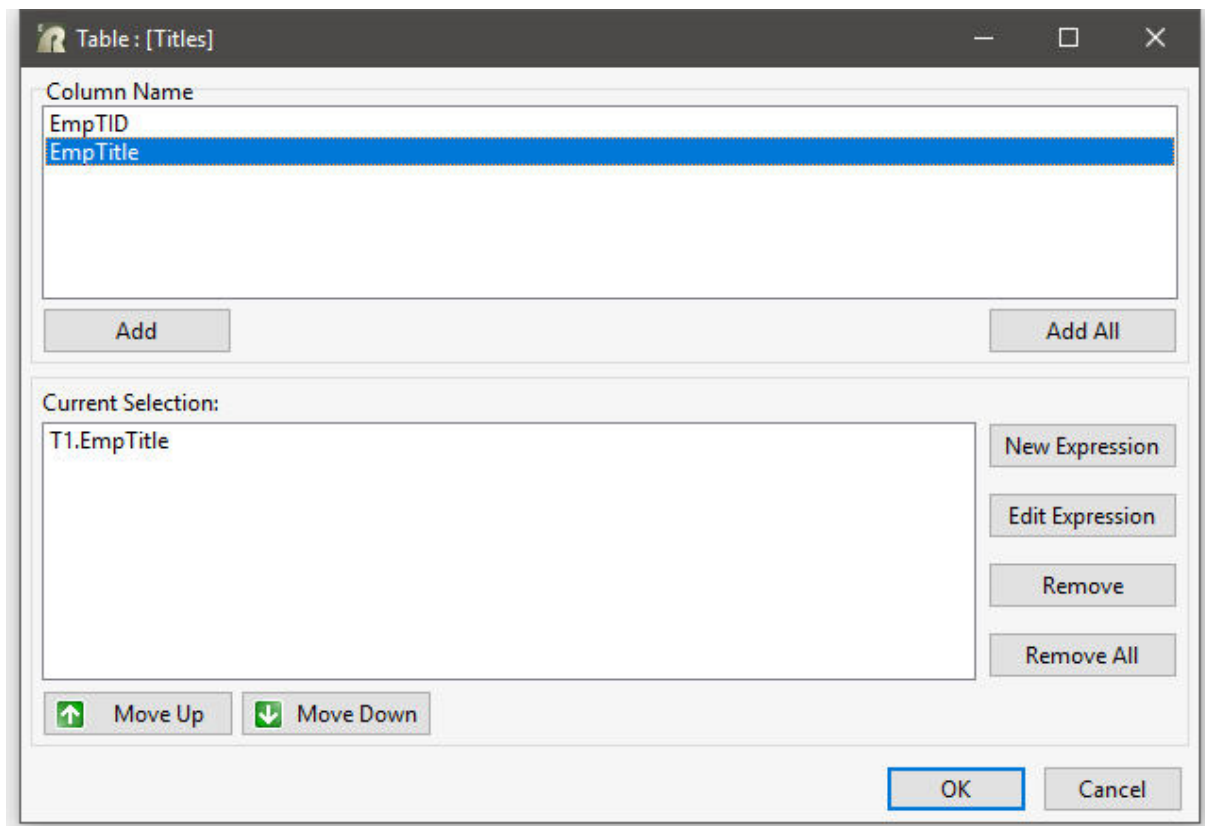 Table : [Titles]
Column Name
EmpTID
EmpTitle
Add
Add All
Current Selection:
T1.EmpTitle
New Expression
Edit Expression
Remove
Remove All
Move Up
Move Down
OK
Cancel